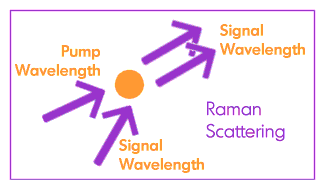 Signal
Wavelength
Pump
Wavelength
Raman
Scattering
Signal
Wavelength